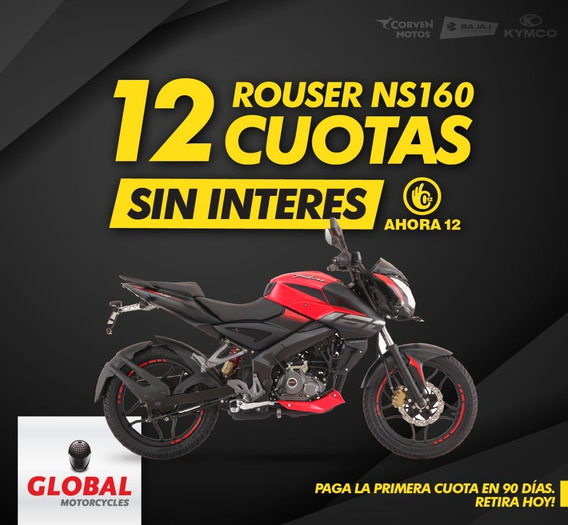 CORVEN
MOTOS
BAJAJ
KYMCO
12
ROUSER NS160
CUOTAS
SIN INTERES
AHORA 12
GLOBAL
MOTORCYCLES
PAGA LA PRIMERA CUOTA EN 90 DÍAS.
RETIRA HOY!